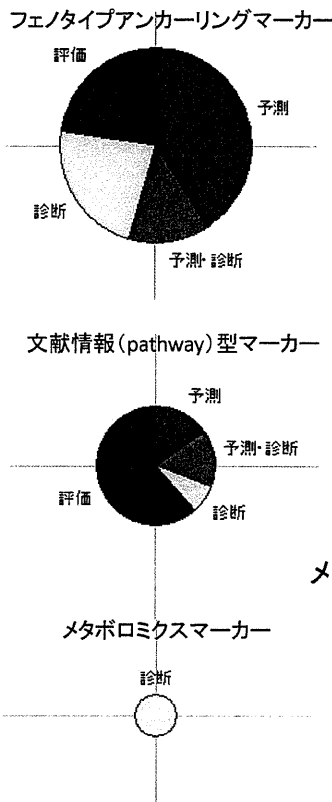 フェノタイプアンカーリングマーカー
評価
予測
診断
予測・診断
文献情報(pathway)型マーカー
予測
予測・診断
評価
診断
メ
メタボロミクスマーカー
診断